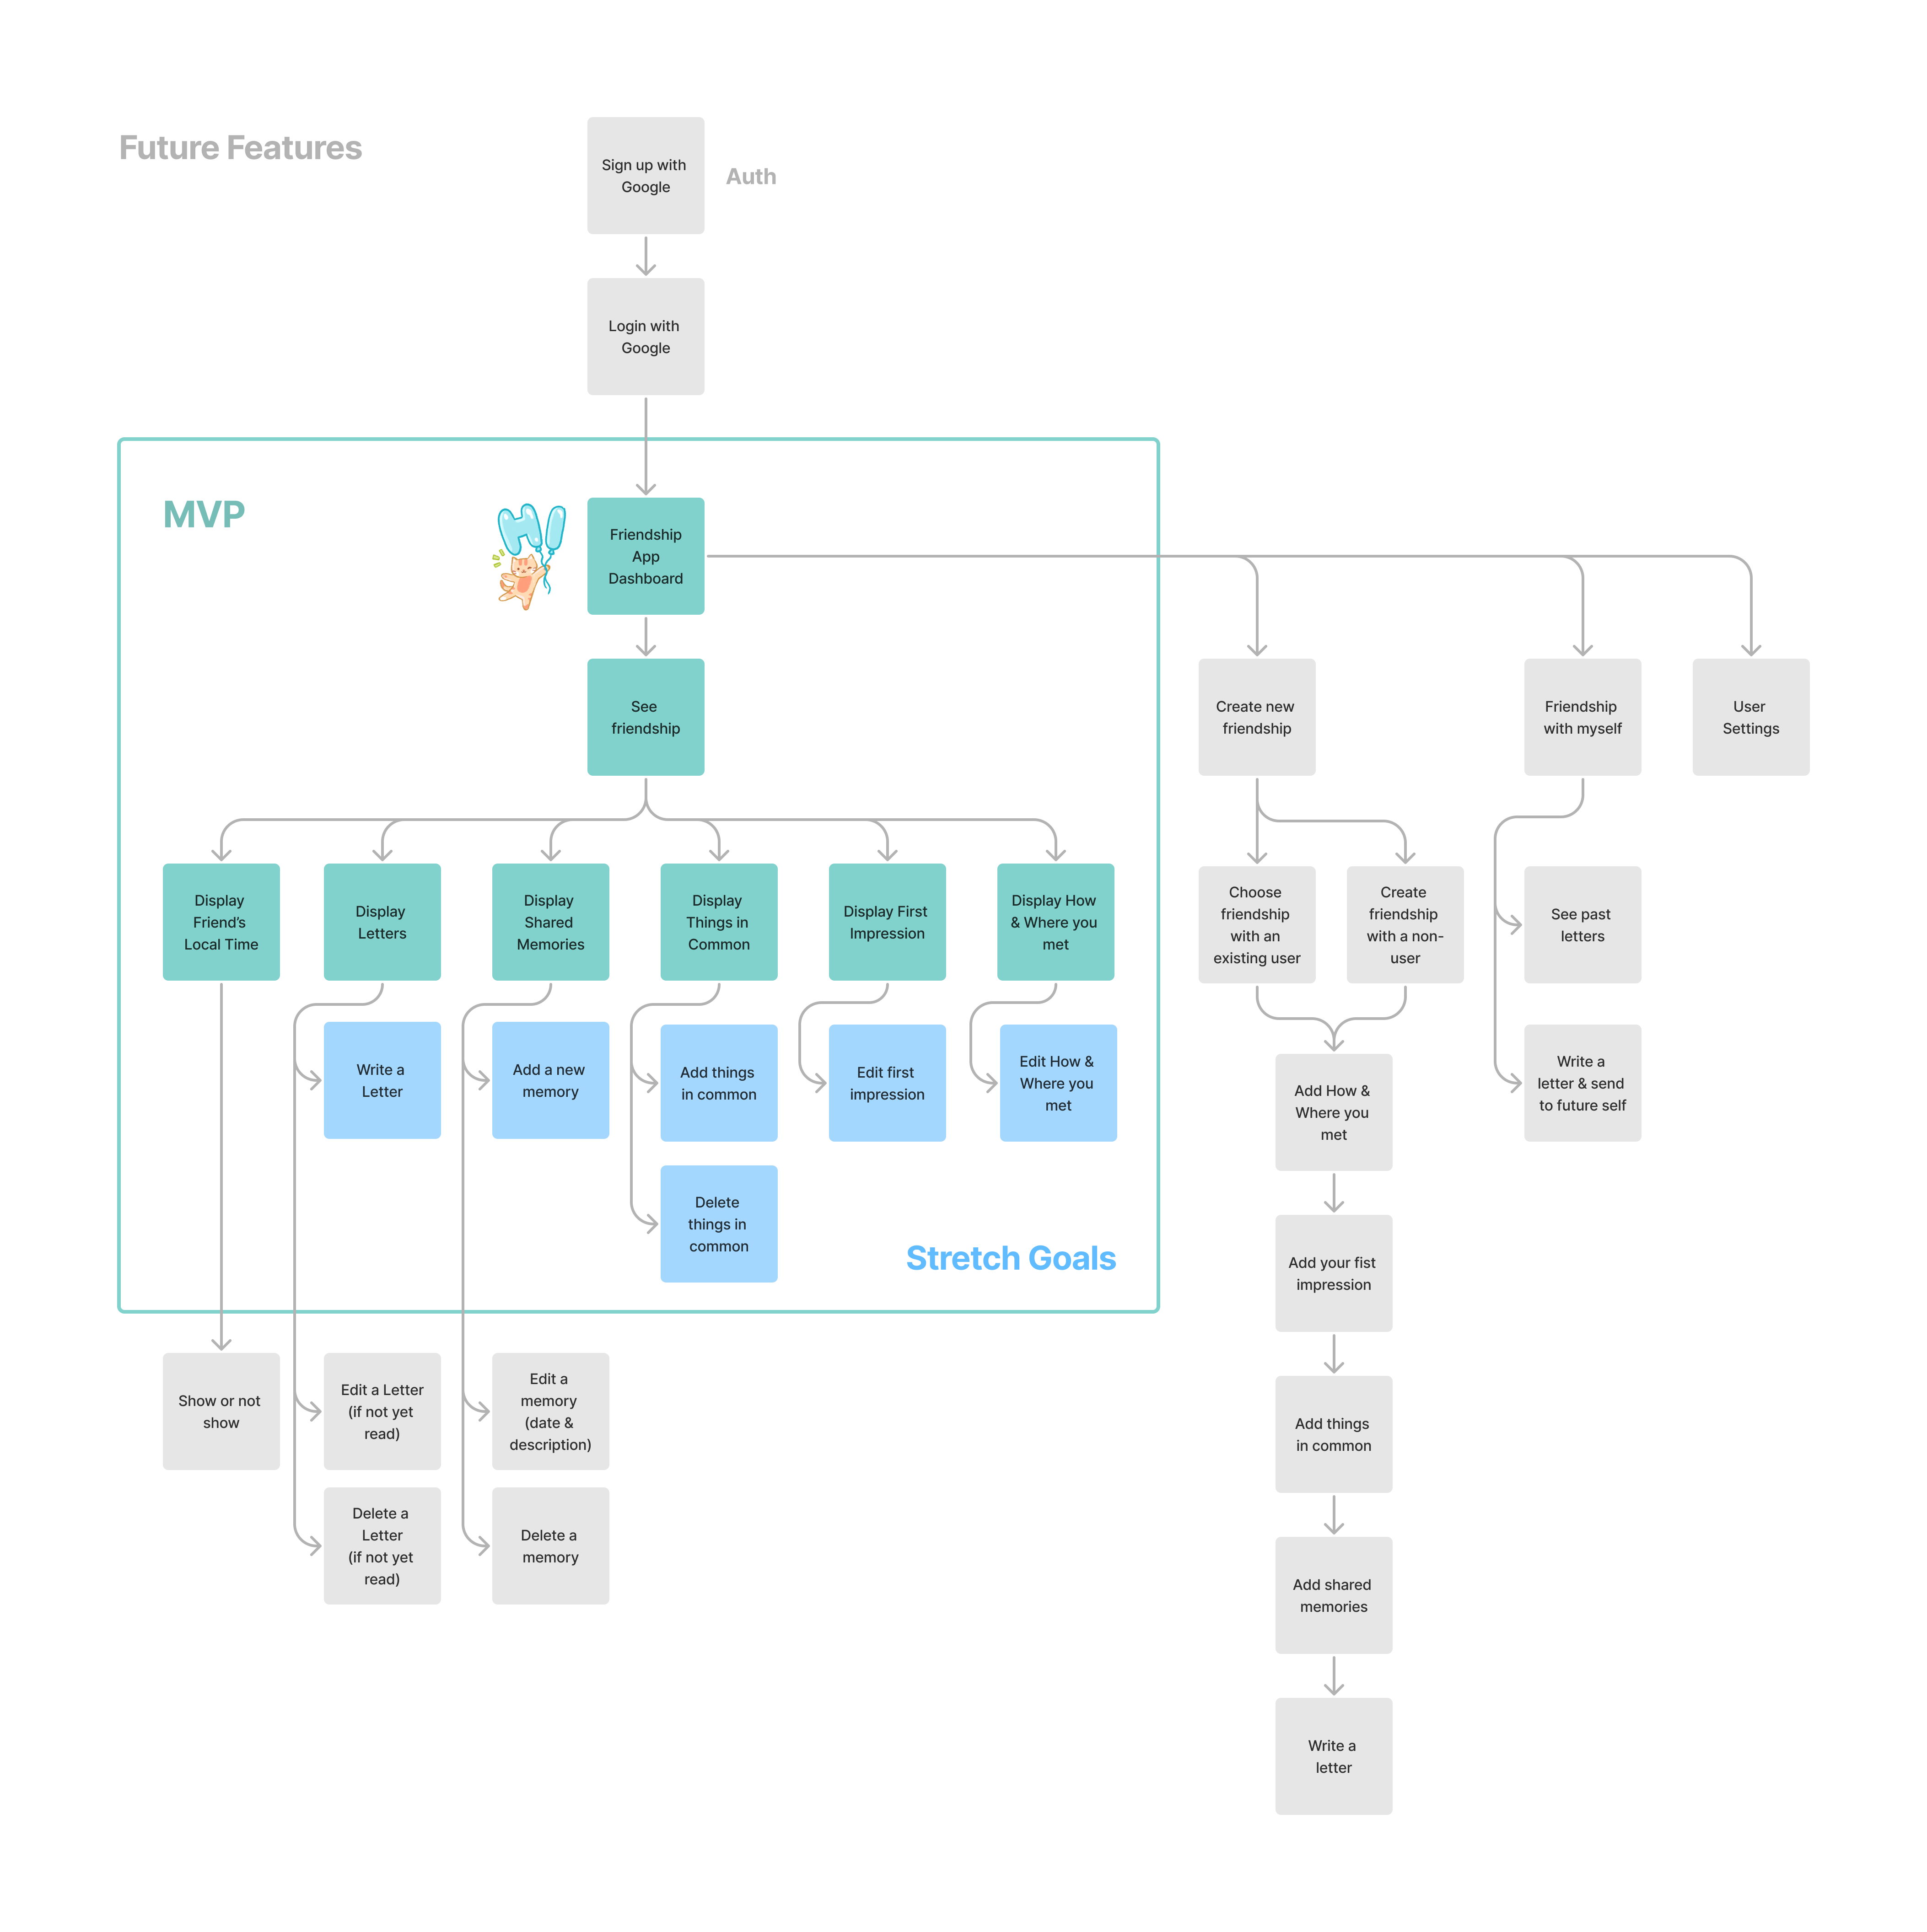 Future Features
Sign up with
Google
Auth
Login with
Google
MVP
HI
Friendship
App
Dashboard
See
friendship
Create new
friendship
Friendship
with myself
User
Settings
Display
Friend's
Local Time
Display
Letters
Display
Shared
Memories
Display
Things in
Common
Display First
Impression
Display How
& Where you
met
Choose
friendship
with an
existing user
Create
friendship
with a non-
user
See past
letters
Write a
Letter
Add a new
memory
Add things
in common
Edit first
impression
Edit How &
Where you
met
Add How &
Where you
met
Write a
letter & send
to future self
Delete
things in
common
Stretch Goals
Add your fist
impression
Show or not
show
Edit a Letter
(if not yet
read)
Edit a
memory
(date &
description)
Add things
in common
Delete a
Letter
(if not yet
read)
Delete a
memory
Add shared
memories
Write a
letter